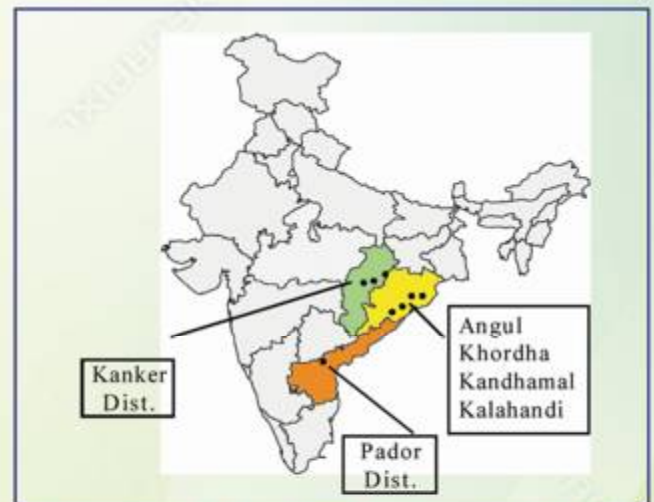 Kanker
Dist.
Angul
Khordha
Kandhamal
Kalahandi
Pador
Dist.